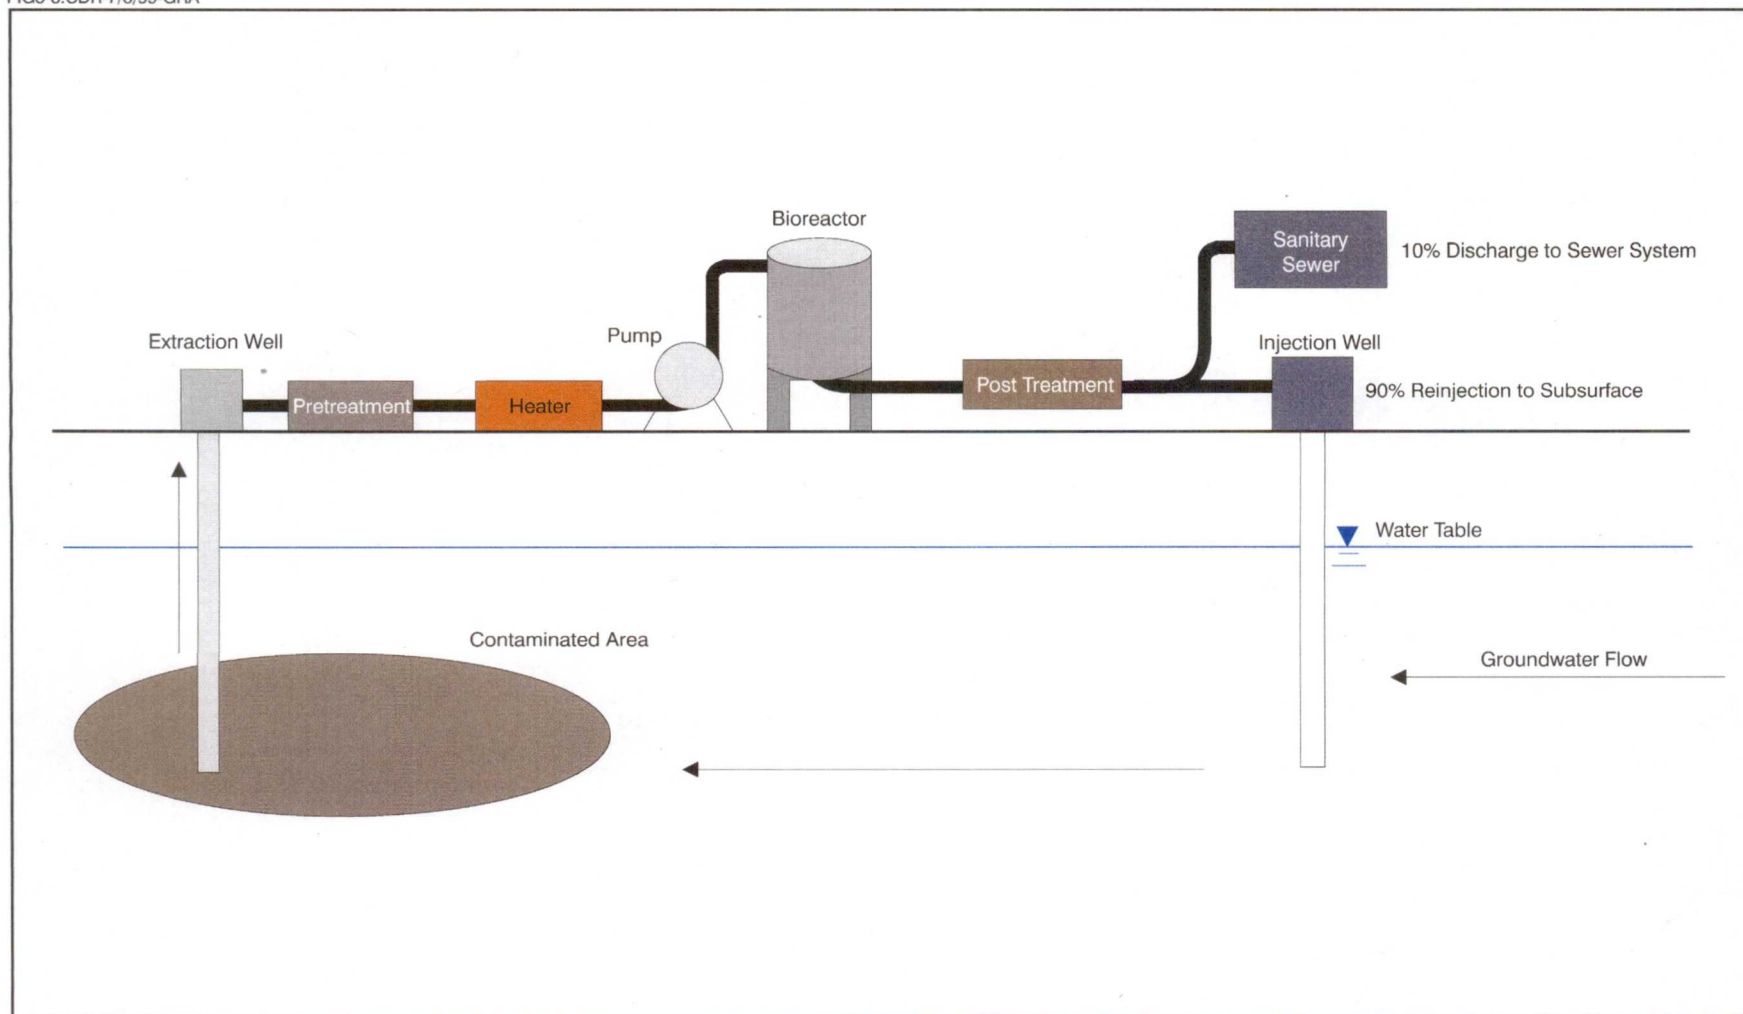 Bioreactor
Sanitary
Sewer
10% Discharge to Sewer System
Pump
Extraction Well
Injection Well
Pretreatment
Heater
Post Treatment
90% Reinjection to Subsurface
Water Table
Contaminated Area
Groundwater Flow